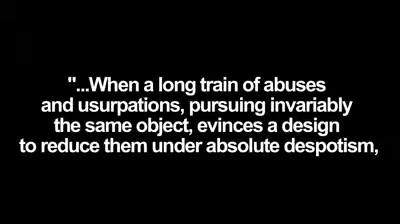 "...When a long train of abuses
and usurpations, pursuing invariably
the same object, evinces a design
to reduce them under absolute despotism,